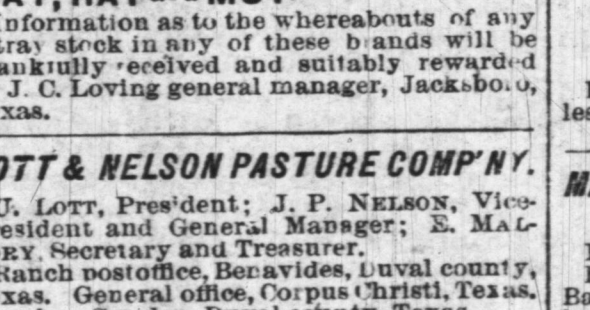 nformation as to the whereabouts of any
tray stock in any of these brands will be
ankfully received and suitably rewarded
J. C. Loving general manager, Jacksboro,
xas.
OTT & NELSON PASTURE COMP'NY.
J. LOTT, President; J. P. NELSON, Vice-
esident and General Manager; E. MAL-
RY, Secretary and Treasurer.
Ranch postoffice, Benavides, Duval county,
xas. General office, Corpus Christi, Texas.
les
M
Ba